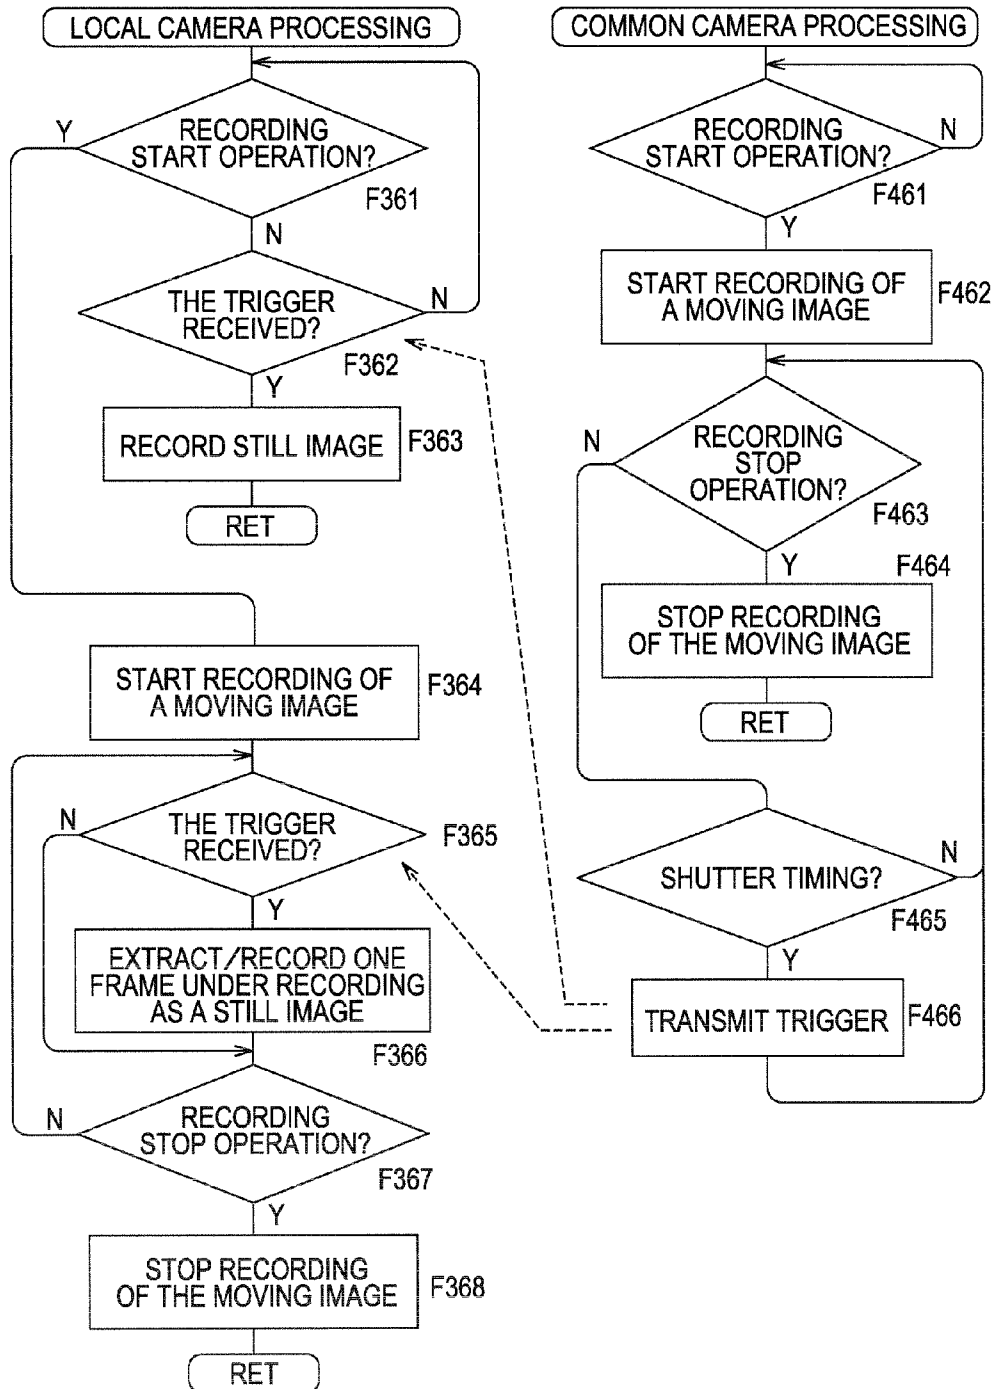 LOCAL CAMERA PROCESSING
Y
RECORDING
START OPERATION?
F361
N
THE TRIGGER
RECEIVED?
N
F362
Y
RECORD STILL IMAGE
F363
RET
START RECORDING OF
A MOVING IMAGE
F364
N
THE TRIGGER
RECEIVED?
F365
Y
EXTRACT/RECORD ONE
FRAME UNDER RECORDING
AS A STILL IMAGE
F366
N
RECORDING
STOP OPERATION?
F367
Y
STOP RECORDING
OF THE MOVING IMAGE
F368
RET
COMMON CAMERA PROCESSING
RECORDING
START OPERATION?
N
F461
Y
START RECORDING OF
A MOVING IMAGE
F462
N
RECORDING
STOP
OPERATION?
F463
Y
F464
STOP RECORDING
OF THE MOVING IMAGE
RET
SHUTTER TIMING?
N
F465
Y
TRANSMIT TRIGGER
F466